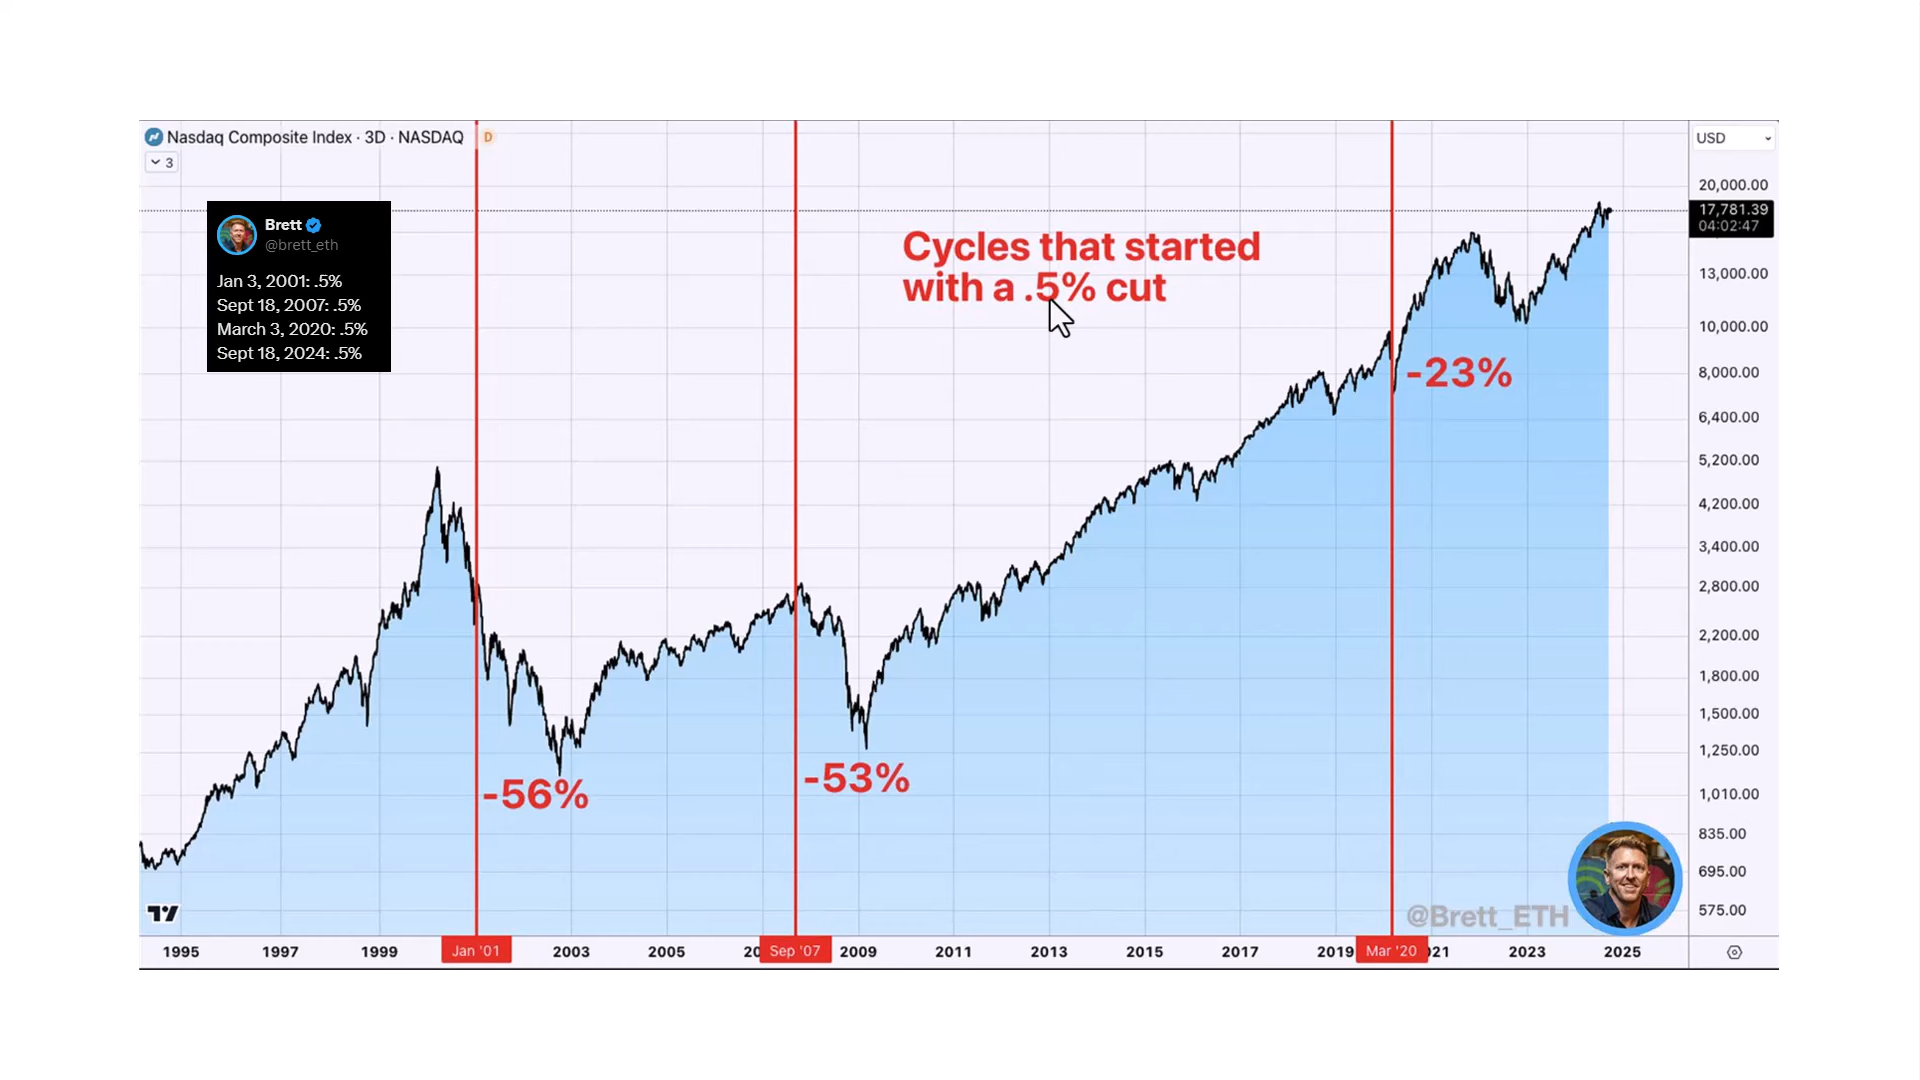 Nasdaq Composite Index · 3D · NASDAQ D
3
USD
Brett
@brett_eth
Jan 3, 2001: .5%
Sept 18, 2007: .5%
March 3, 2020: .5%
Sept 18, 2024: .5%
Cycles that started
with a .5% cut
-56%
-53%
-23%
20,000.00
17,781.39
04:02:47
13,000.00
10,000.00
8,000.00
6,400.00
5,200.00
4,200.00
3,400.00
2,800.00
2,200.00
1,800.00
1,500.00
1,250.00
1,010.00
835.00
695.00
575.00
@Brett_ETH
1995 1997 1999 Jan '01 2003 2005 20 Sep '07 2009 2011 2013 2015 2017 2019 Mar '20 21 2023 2025